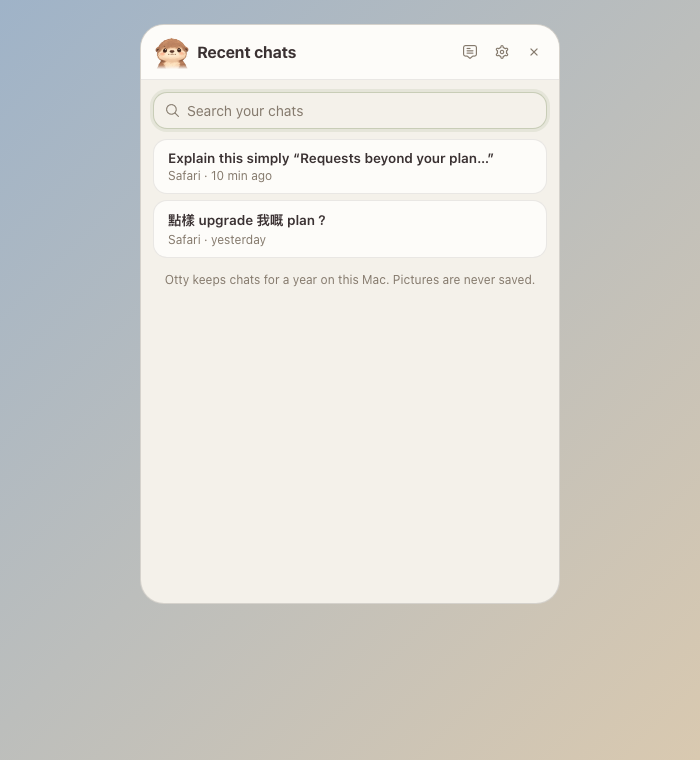 Recent chats
Search your chats
Explain this simply “Requests beyond your plan...”
Safari · 10 min ago
點樣 upgrade 我嘅 plan？
Safari · yesterday
Otty keeps chats for a year on this Mac. Pictures are never saved.